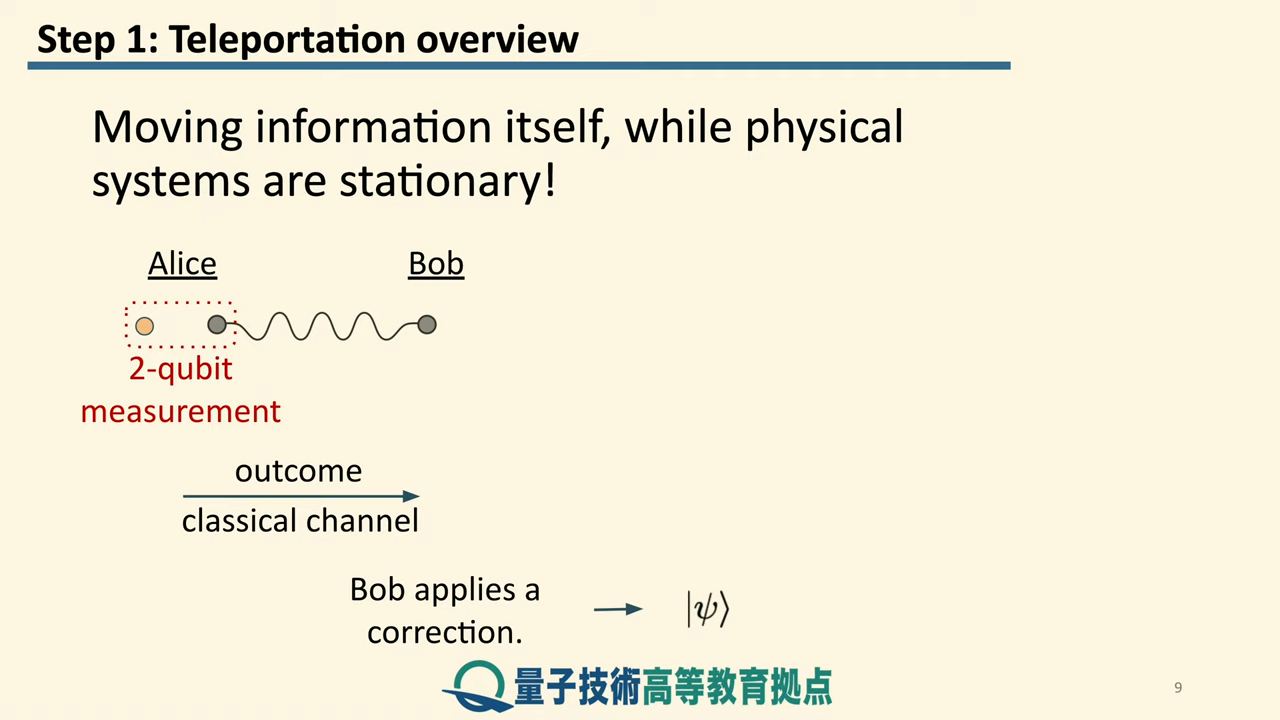 Step 1: Teleportation overview
Moving information itself, while physical
systems are stationary!
Alice
Bob
2-qubit
measurement
outcome
classical channel
Bob applies a
correction.
|ψ⟩
量子技術高等教育拠点
9